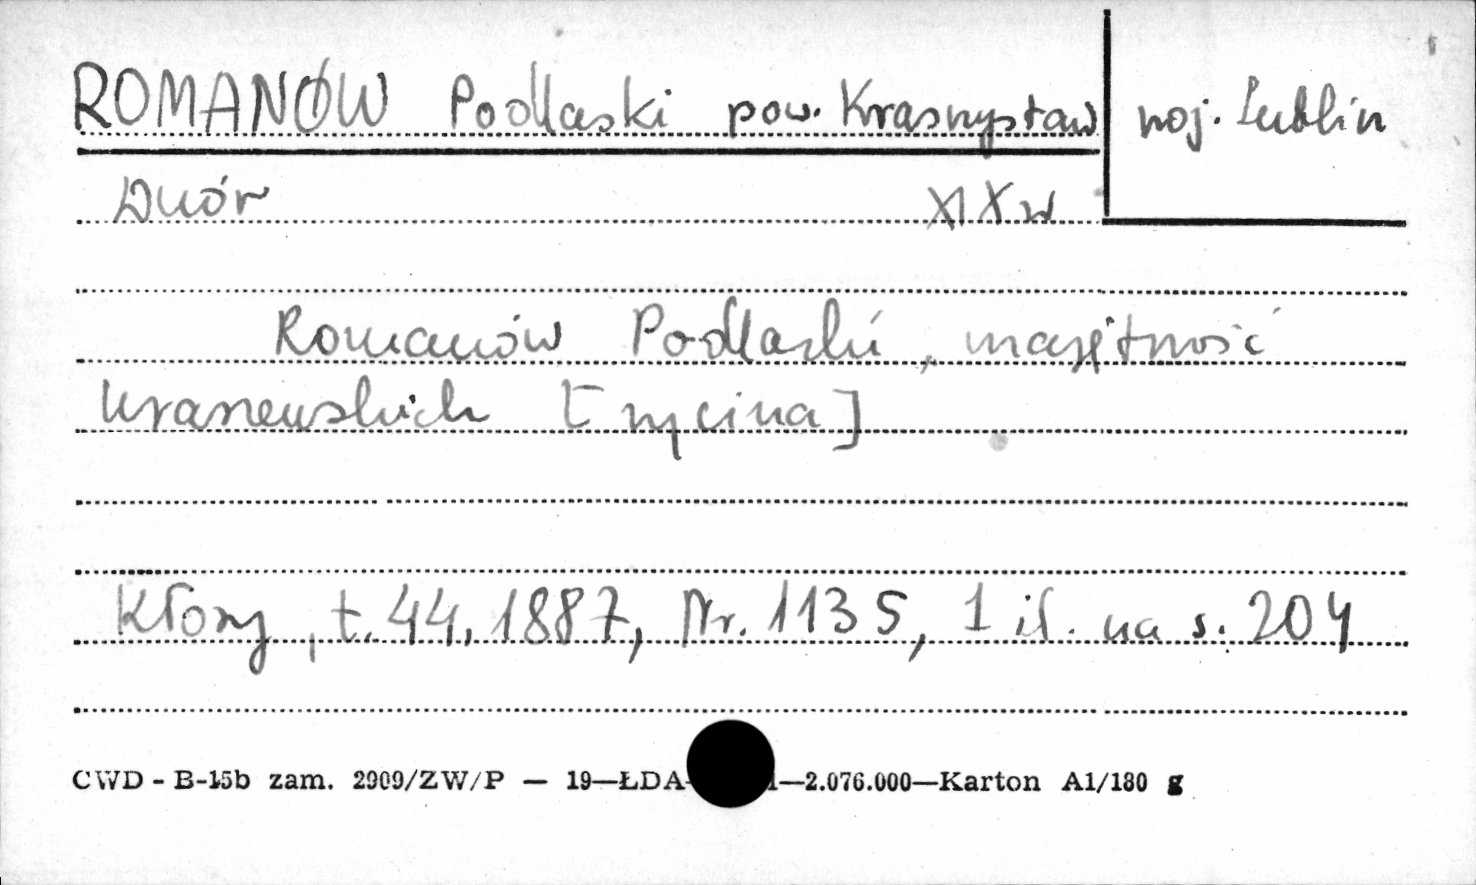 ROMANÓW Podlaski pow. Krasnystaw
woj. Lublin
Dwór XIX w
Romanów Podlaski, majętność
Kraszewskich [rycina]
Kłosy, t. 44, 1887, Nr. 1135, 1 il. na s. 204
CWD - B-15b zam. 2909/ZW/P — 19—ŁDA- —2.076.000—Karton A1/180 g